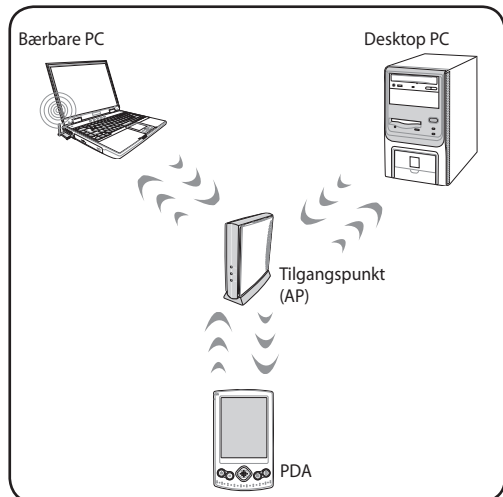 Bærbare PC
Desktop PC
Tilgangspunkt
(AP)
PDA